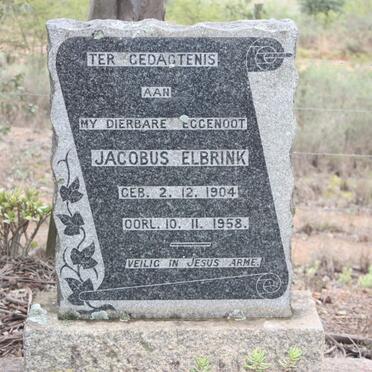 TER GEDAGTENIS
AAN
MY DIERBARE EGGENOOT
JACOBUS ELBRINK
GEB. 2. 12. 1904
OORL. 10. 11. 1958.
VEILIG IN JESUS ARME.